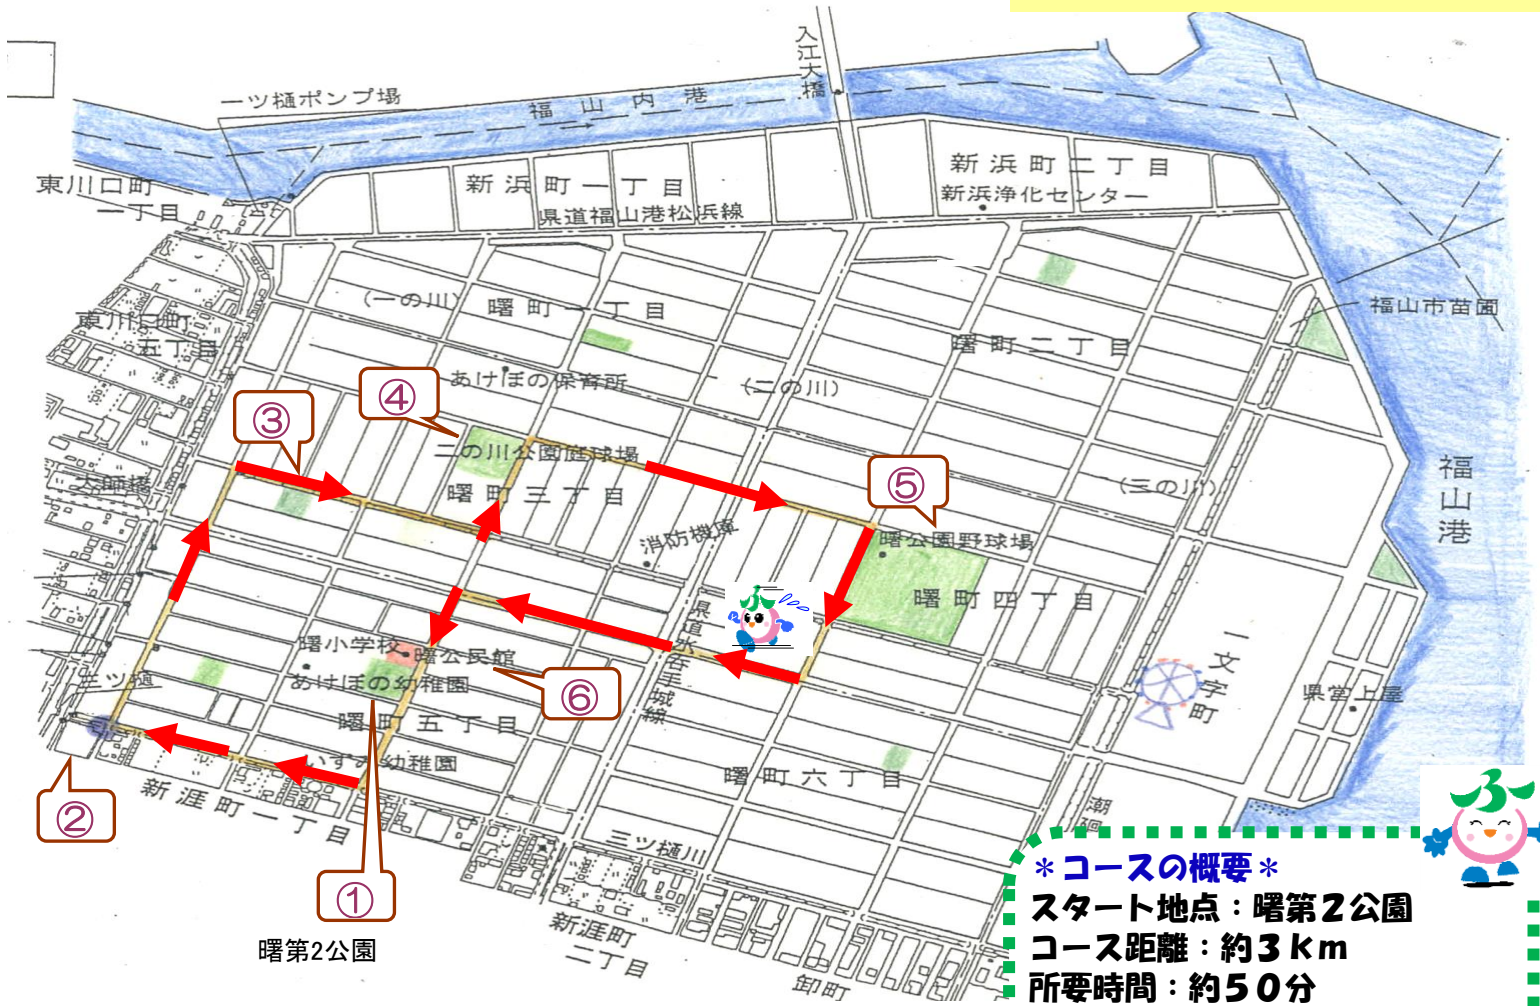 入江大橋
一ツ樋ポンプ場
福山内港
東川口町
一丁目
新浜町一丁目
県道福山港松浜線
新浜町二丁目
新浜浄化センター
(一の川)
曙町一丁目
東川口町
五丁目
福山市苗圃
曙町二丁目
あけぼの保育所
(二の川)
④
③
二の川公園庭球場
大師橋
曙町三丁目
⑤
(三の川)
福山港
消防機庫
曙公園野球場
曙町四丁目
ふ
県道水呑手城線
曙小学校
曙公民館
三ツ樋
あけぼの幼稚園
⑥
一文字町
県営上屋
曙町五丁目
いずみ幼稚園
曙町六丁目
②
新涯町一丁目
潮廻
三ツ樋川
①
曙第2公園
新涯町
二丁目
卸町
ふ
*コースの概要*
スタート地点:曙第2公園
コース距離:約3km
所要時間:約50分